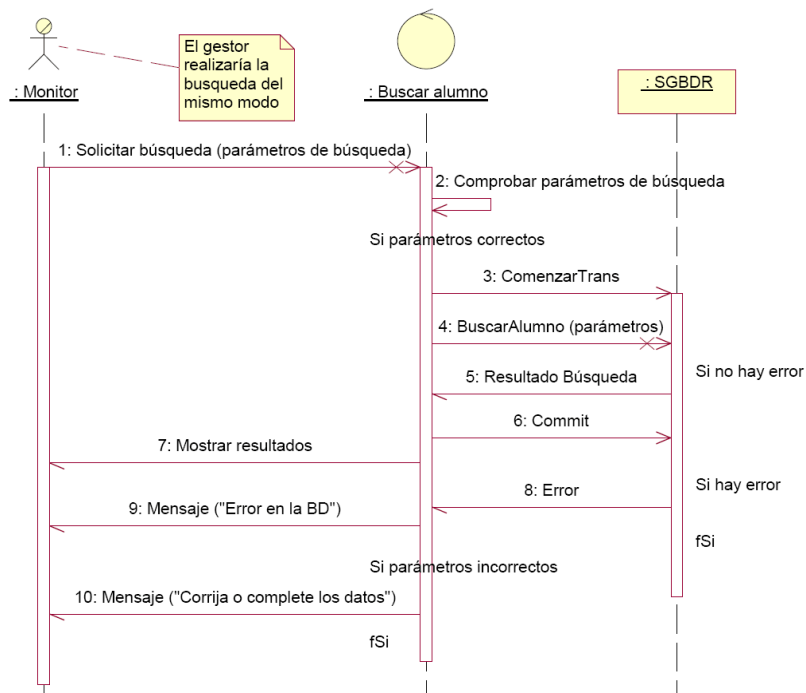 El gestor
realizaría la
busqueda del
mismo modo
: Monitor
: Buscar alumno
: SGBDR
1: Solicitar búsqueda (parámetros de búsqueda)
2: Comprobar parámetros de búsqueda
Si parámetros correctos
3: ComenzarTrans
4: BuscarAlumno (parámetros)
Si no hay error
5: Resultado Búsqueda
6: Commit
7: Mostrar resultados
Si hay error
8: Error
9: Mensaje ("Error en la BD")
fSi
Si parámetros incorrectos
10: Mensaje ("Corrija o complete los datos")
fSi